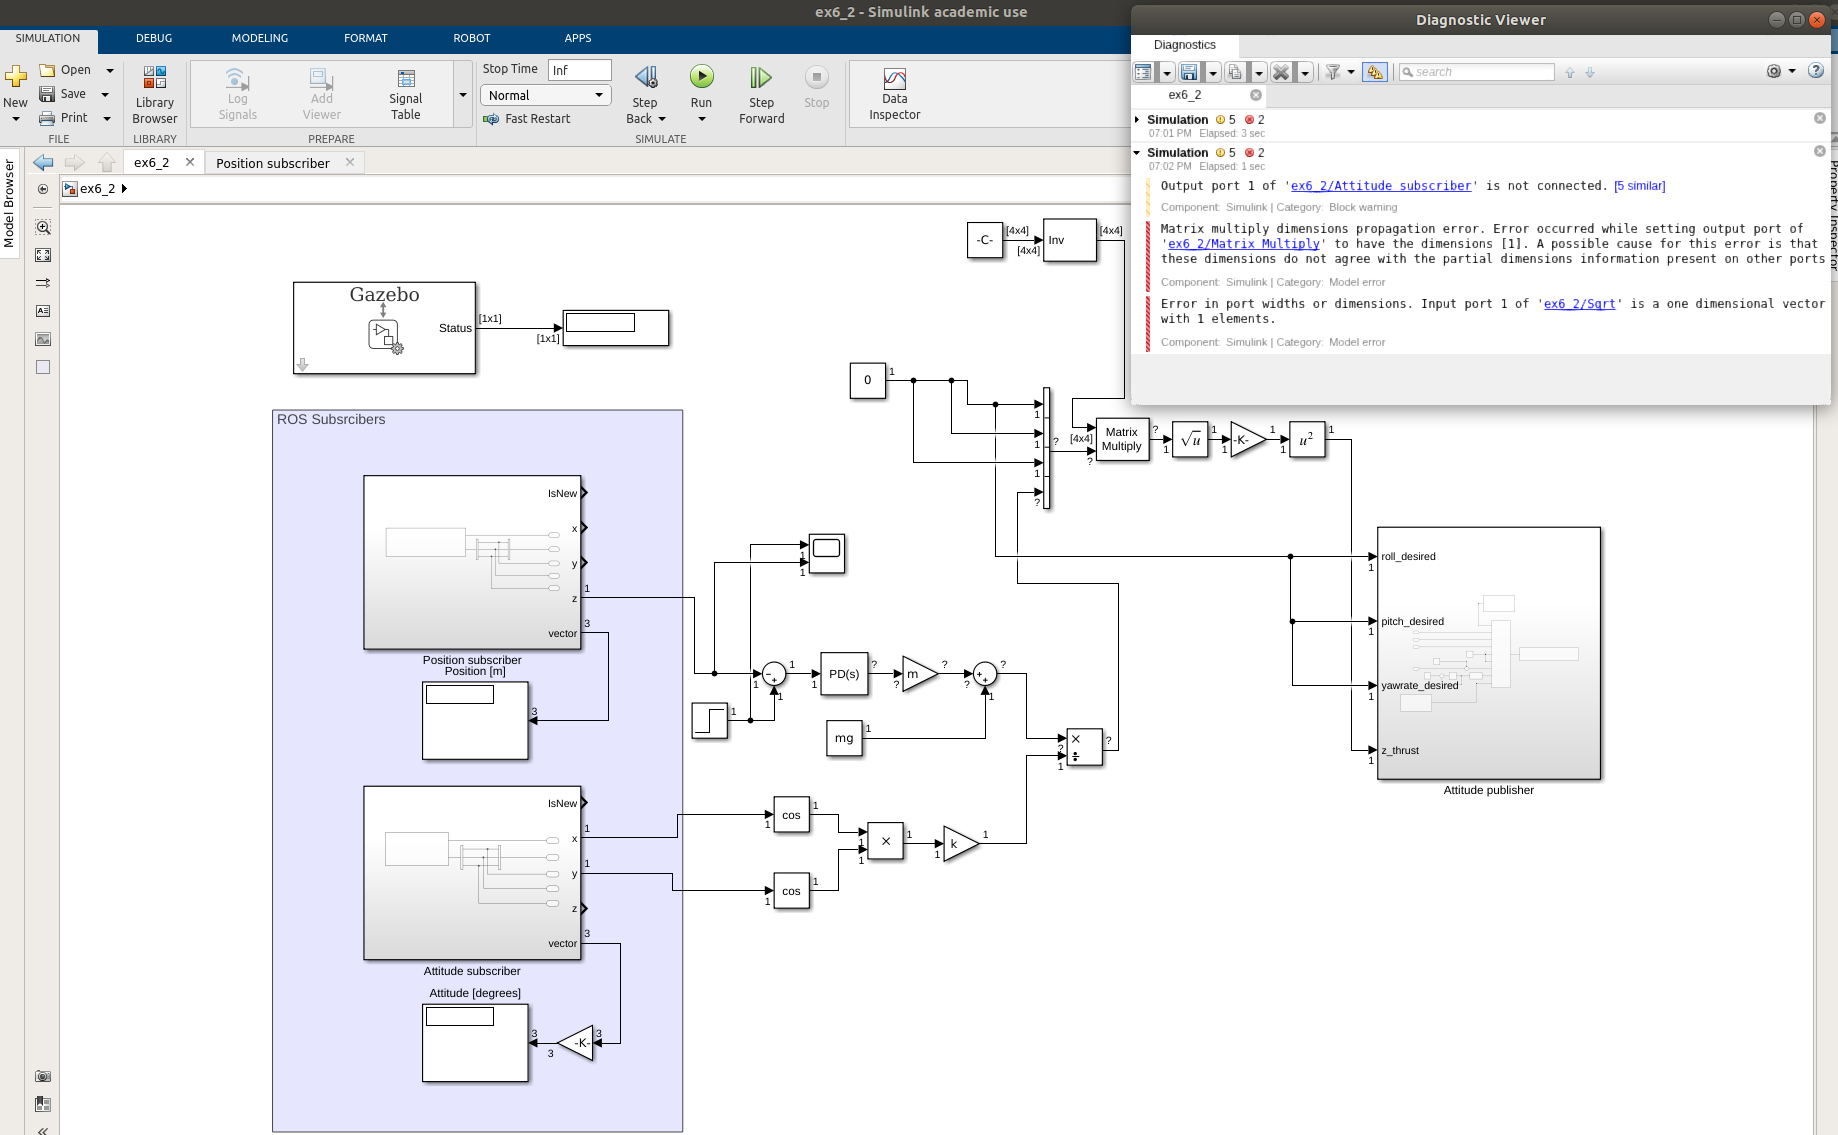 ex6_2 - Simulink academic use
SIMULATION
DEBUG
MODELING
FORMAT
ROBOT
APPS
New
Open
Save
Print
FILE
Library
Browser
LIBRARY
Log
Signals
Add
Viewer
Signal
Table
PREPARE
Stop Time
Inf
Normal
Fast Restart
Step
Back
Run
Step
Forward
Stop
SIMULATE
Data
Inspector
Diagnostic Viewer
Diagnostics
search
ex6_2
Simulation 5 2
07:01 PM Elapsed: 3 sec
Simulation 5 2
07:02 PM Elapsed: 1 sec
Output port 1 of 'ex6_2/Attitude subscriber' is not connected. [5 similar]
Component: Simulink | Category: Block warning
Matrix multiply dimensions propagation error. Error occurred while setting output port of
'ex6_2/Matrix Multiply' to have the dimensions [1]. A possible cause for this error is that
these dimensions do not agree with the partial dimensions information present on other ports
Component: Simulink | Category: Model error
Error in port widths or dimensions. Input port 1 of 'ex6_2/Sqrt' is a one dimensional vector
with 1 elements.
Component: Simulink | Category: Model error
Model Browser
ex6_2
Position subscriber
ex6_2
-C-
[4x4]
[4x4]
Inv
[4x4]
Gazebo
Status
[1x1]
[1x1]
0
1
1
1
1
?
?
[4x4]
?
Matrix
Multiply
?
1
√u
1
1
-K-
1
1
u²
1
ROS Subsrcibers
IsNew
x
y
z
1
vector
3
Position subscriber
Position [m]
3
1
1
1
-
+
1
1
1
PD(s)
1
?
?
m
?
?
+
+
?
1
1
mg
1
×
÷
?
1
?
roll_desired
1
pitch_desired
1
yawrate_desired
1
z_thrust
1
Attitude publisher
IsNew
x
1
y
1
z
vector
3
Attitude subscriber
cos
1
1
cos
1
1
×
1
1
1
k
1
1
Attitude [degrees]
3
3
-K-
3